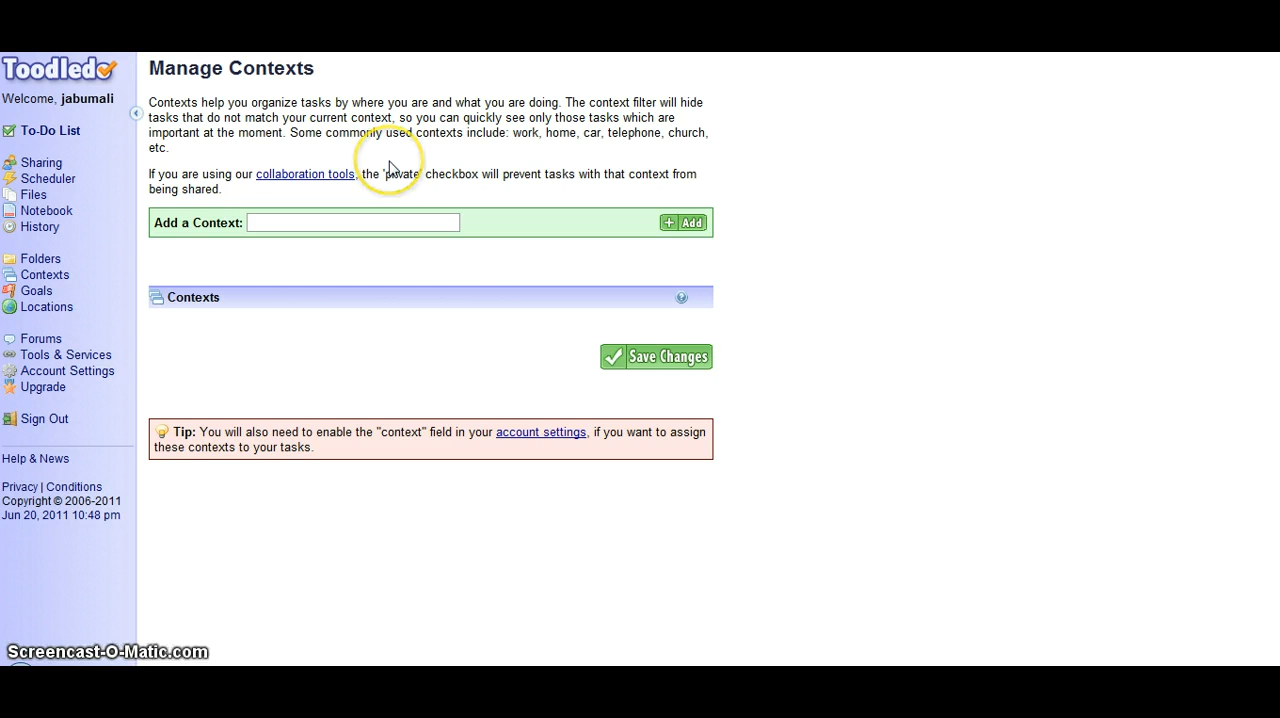 Toodledo
Welcome, jabumali
To-Do List
Sharing
Scheduler
Files
Notebook
History
Folders
Contexts
Goals
Locations
Forums
Tools & Services
Account Settings
Upgrade
Sign Out
Help & News
Privacy | Conditions
Copyright © 2006-2011
Jun 20, 2011 10:48 pm
Manage Contexts
Contexts help you organize tasks by where you are and what you are doing. The context filter will hide
tasks that do not match your current context, so you can quickly see only those tasks which are
important at the moment. Some commonly used contexts include: work, home, car, telephone, church,
etc.
If you are using our collaboration tools, the 'private' checkbox will prevent tasks with that context from
being shared.
Add a Context:
+ Add
Contexts
?
Save Changes
Tip: You will also need to enable the "context" field in your account settings, if you want to assign
these contexts to your tasks.
Screencast-O-Matic.com